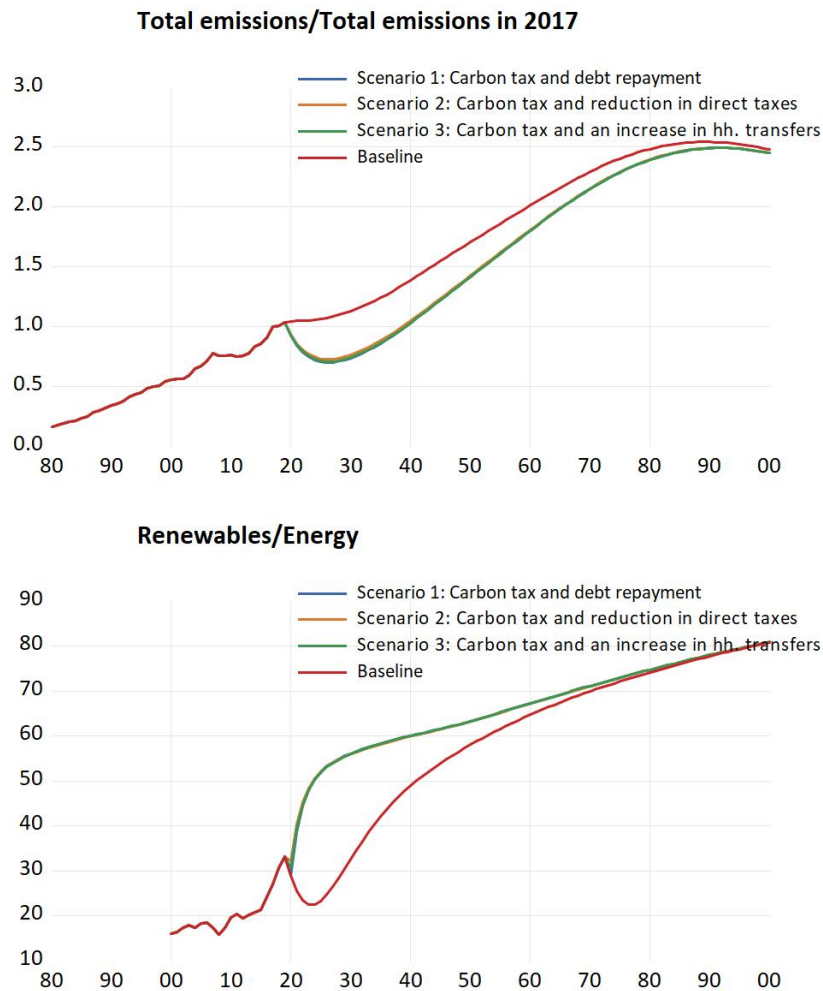 Total emissions/Total emissions in 2017
Scenario 1: Carbon tax and debt repayment
Scenario 2: Carbon tax and reduction in direct taxes
Scenario 3: Carbon tax and an increase in hh. transfers
Baseline
3.0
2.5
2.0
1.5
1.0
0.5
0.0
80 90 00 10 20 30 40 50 60 70 80 90 00
Renewables/Energy
Scenario 1: Carbon tax and debt repayment
Scenario 2: Carbon tax and reduction in direct taxes
Scenario 3: Carbon tax and an increase in hh. transfers
Baseline
90
80
70
60
50
40
30
20
10
80 90 00 10 20 30 40 50 60 70 80 90 00